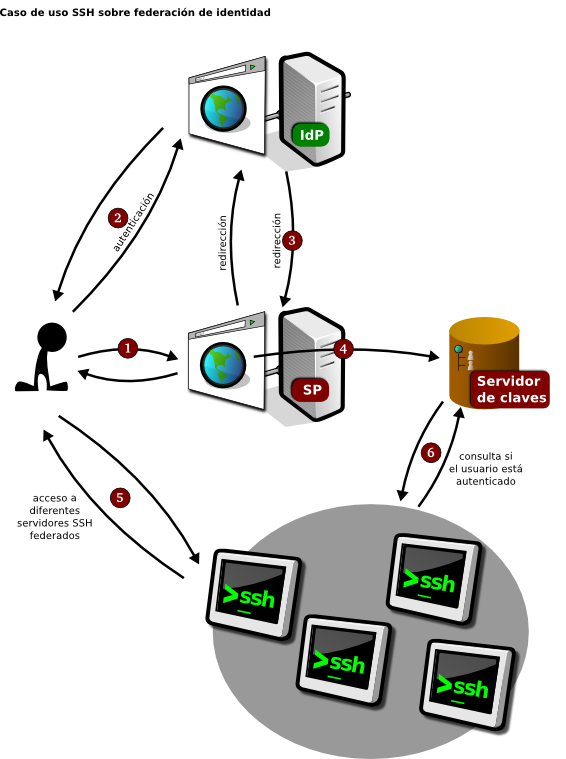 Caso de uso SSH sobre federación de identidad
IdP
2
autenticación
redirección
redirección
3
1
4
SP
Servidor
de claves
6
consulta si
el usuario está
autenticado
5
acceso a
diferentes
servidores SSH
federados
>ssh
_
>ssh
_
>ssh
_
>ssh
_